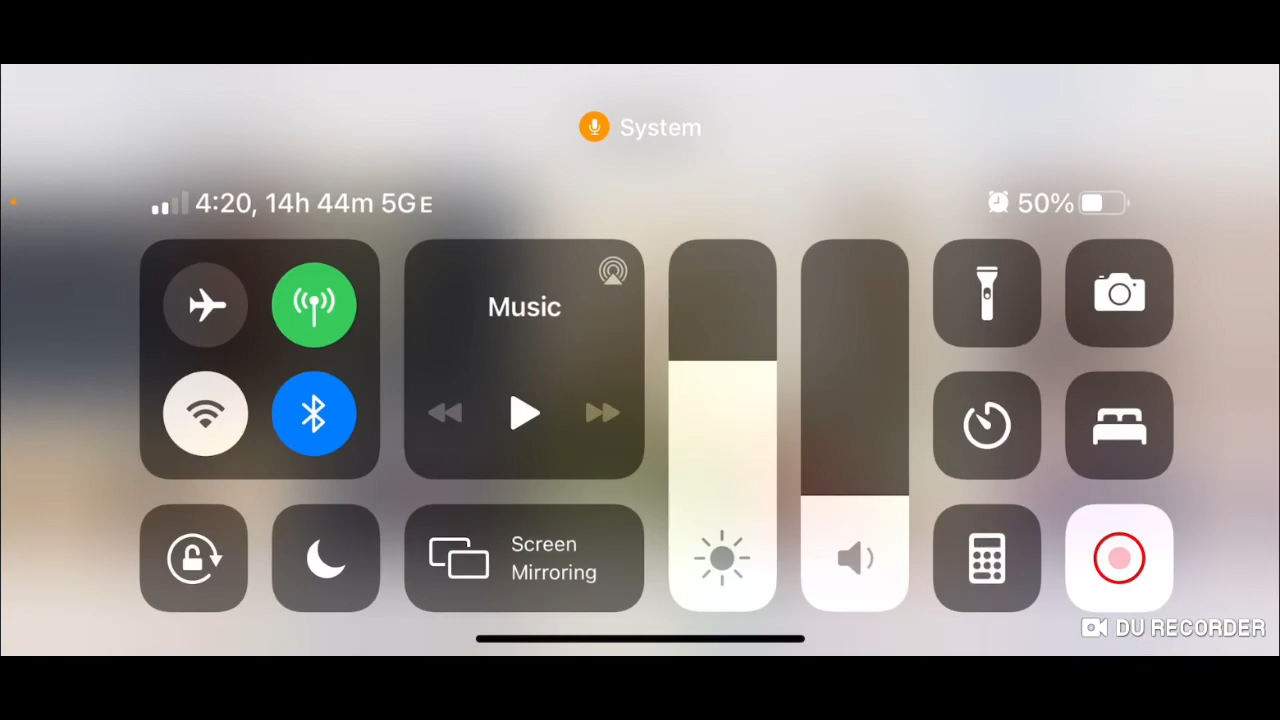 System
4:20, 14h 44m 5GE
50%
Music
Screen
Mirroring
DU RECORDER